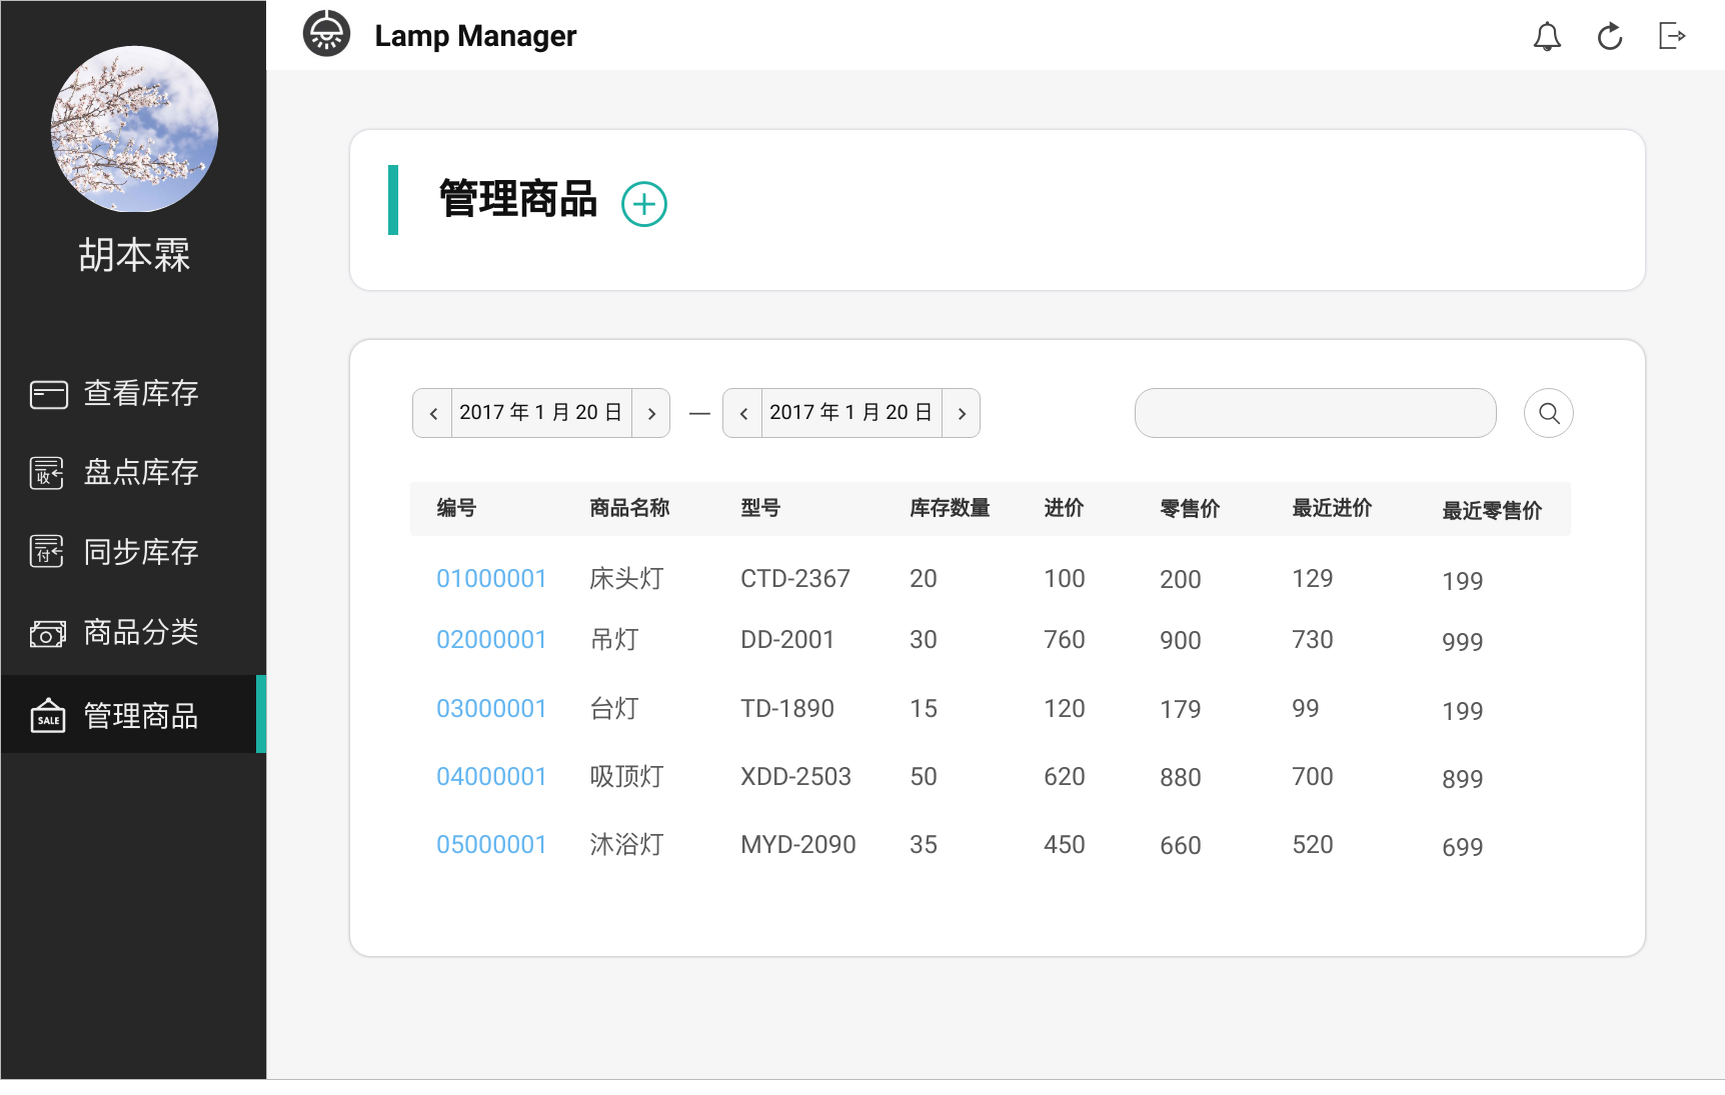 Lamp Manager
胡本霖
查看库存
收
盘点库存
付
同步库存
商品分类
SALE
管理商品
管理商品
2017 年 1 月 20 日 — 2017 年 1 月 20 日
编号 商品名称 型号 库存数量 进价 零售价 最近进价 最近零售价
01000001 床头灯 CTD-2367 20 100 200 129 199
02000001 吊灯 DD-2001 30 760 900 730 999
03000001 台灯 TD-1890 15 120 179 99 199
04000001 吸顶灯 XDD-2503 50 620 880 700 899
05000001 沐浴灯 MYD-2090 35 450 660 520 699